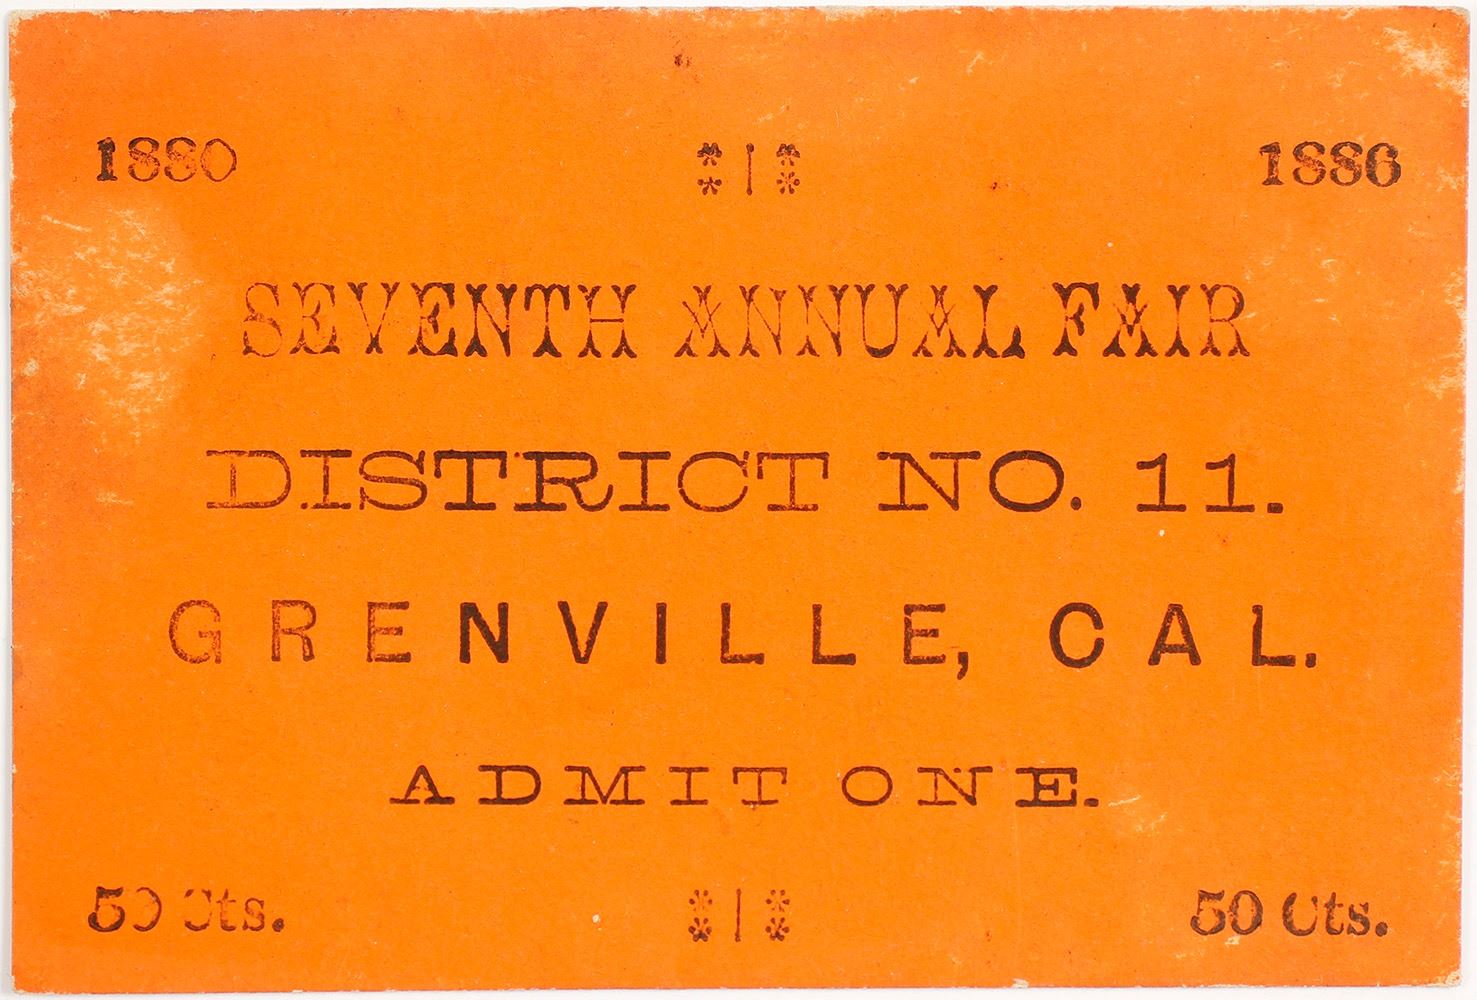 1880 1886
SEVENTH ANNUAL FAIR
DISTRICT NO. 11.
GRENVILLE, CAL.
ADMIT ONE.
50 Cts. 50 Cts.